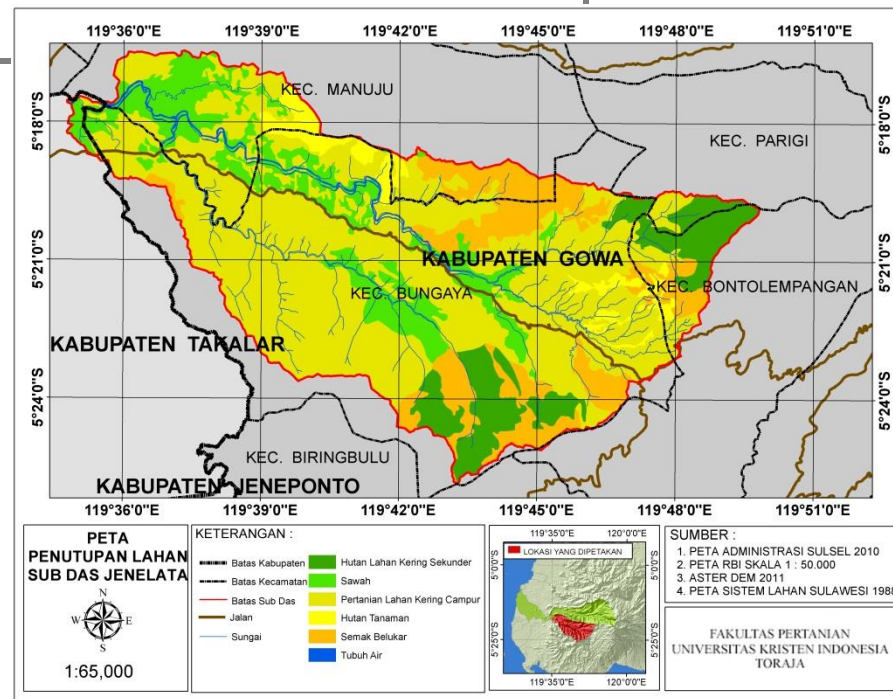 119°36'0"E 119°39'0"E 119°42'0"E 119°45'0"E 119°48'0"E 119°51'0"E
KEC. MANUJU
5°18'0"S 5°18'0"S
KEC. PARIGI
5°21'0"S KABUPATEN GOWA 5°21'0"S
KEC. BUNGAYA KEC. BONTOLEMPANGAN
KABUPATEN TAKALAR
5°24'0"S 5°24'0"S
KEC. BIRINGBULU
KABUPATEN JENEPONTO
119°36'0"E 119°39'0"E 119°42'0"E 119°45'0"E 119°48'0"E 119°51'0"E
PETA
PENUTUPAN LAHAN
SUB DAS JENELATA
N
W E
S
1:65,000
KETERANGAN :
Batas Kabupaten
Batas Kecamatan
Batas Sub Das
Jalan
Sungai
Hutan Lahan Kering Sekunder
Sawah
Pertanian Lahan Kering Campur
Hutan Tanaman
Semak Belukar
Tubuh Air
119°35'0"E 120°0'0"E
LOKASI YANG DIPETAKAN
5°0'0"S 5°0'0"S
5°25'0"S 5°25'0"S
119°35'0"E 120°0'0"E
SUMBER :
1. PETA ADMINISTRASI SULSEL 2010
2. PETA RBI SKALA 1 : 50.000
3. ASTER DEM 2011
4. PETA SISTEM LAHAN SULAWESI 1988
FAKULTAS PERTANIAN
UNIVERSITAS KRISTEN INDONESIA
TORAJA